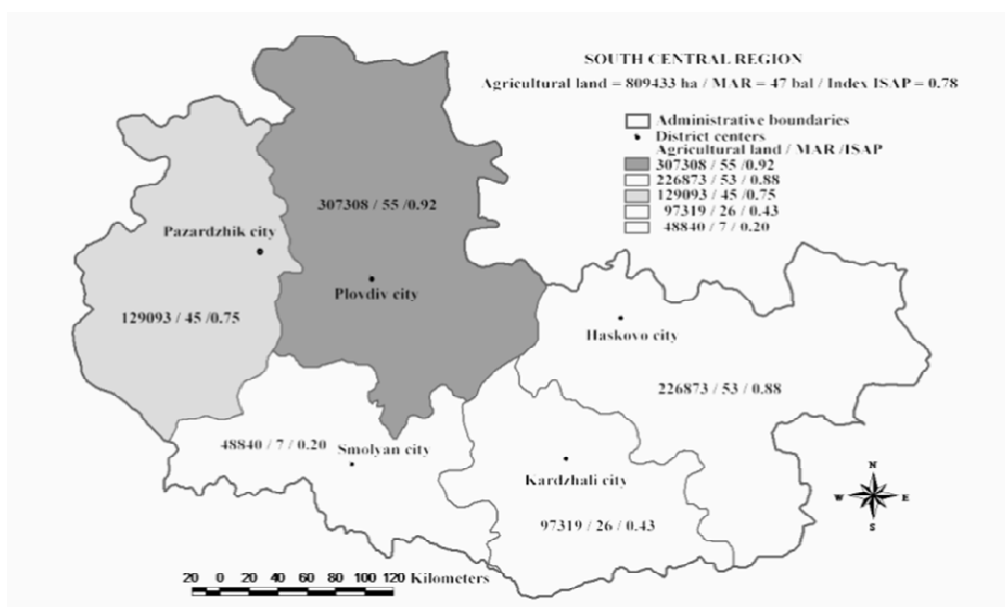 SOUTH CENTRAL REGION
Agricultural land = 809433 ha / MAR = 47 bal / Index ISAP = 0.78
Administrative boundaries
District centers
Agricultural land / MAR /ISAP
307308 / 55 /0.92
226873 / 53 / 0.88
129093 / 45 /0.75
97319 / 26 / 0.43
48840 / 7 / 0.20
307308 / 55 /0.92
Pazardzhik city
Plovdiv city
129093 / 45 /0.75
Haskovo city
226873 / 53 / 0.88
48840 / 7 / 0.20
Smolyan city
Kardzhali city
97319 / 26 / 0.43
N
W E
S
20 0 20 40 60 80 100 120 Kilometers